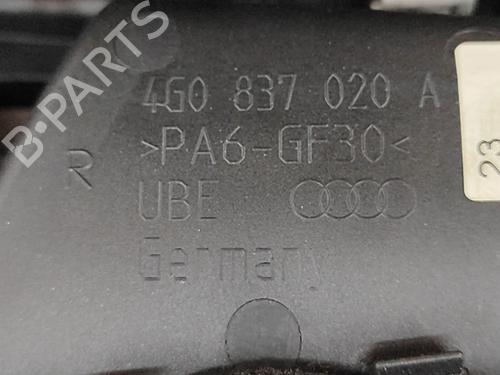 4G0 837 020 A
>PA6-GF30<
R
UBE
Germany
23
B-PARTS